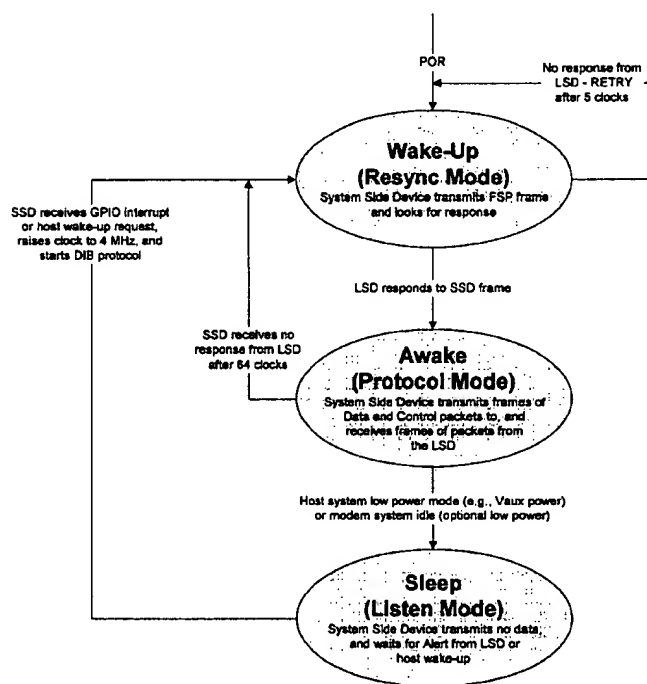 POR
No response from
LSD - RETRY
after 5 clocks
Wake-Up
(Resync Mode)
System Side Device transmits FSP frame
and looks for response
SSD receives GPIO interrupt
or host wake-up request,
raises clock to 4 MHz, and
starts DIB protocol
LSD responds to SSD frame
SSD receives no
response from LSD
after 64 clocks
Awake
(Protocol Mode)
System Side Device transmits frames of
Data and Control packets to, and
receives frames of packets from
the LSD
Host system low power mode (e.g., Vaux power)
or modem system idle (optional low power)
Sleep
(Listen Mode)
System Side Device transmits no data,
and waits for Alert from LSD or
host wake-up